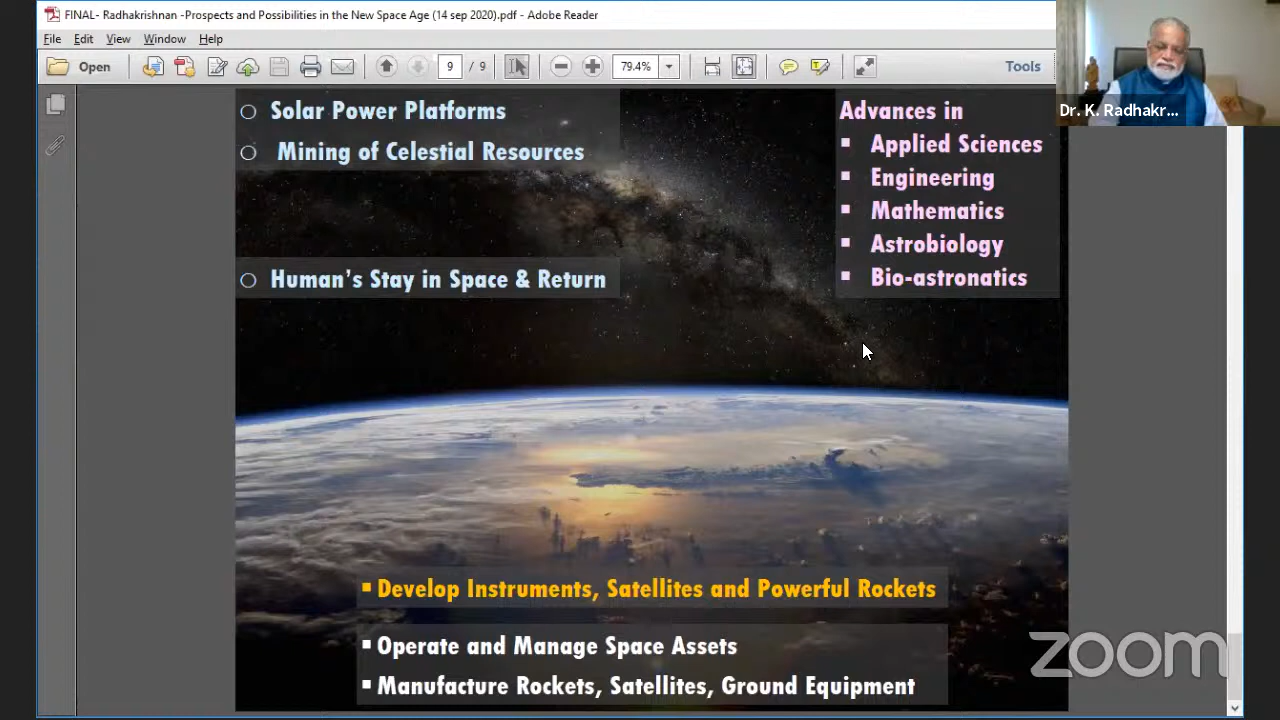 FINAL- Radhakrishnan -Prospects and Possibilities in the New Space Age (14 sep 2020).pdf - Adobe Reader
File Edit View Window Help
Open 9 / 9 79.4% Tools
Dr. K. Radhakr...
Solar Power Platforms
Mining of Celestial Resources
Human's Stay in Space & Return
Advances in
Applied Sciences
Engineering
Mathematics
Astrobiology
Bio-astronatics
Develop Instruments, Satellites and Powerful Rockets
Operate and Manage Space Assets
Manufacture Rockets, Satellites, Ground Equipment
zoom